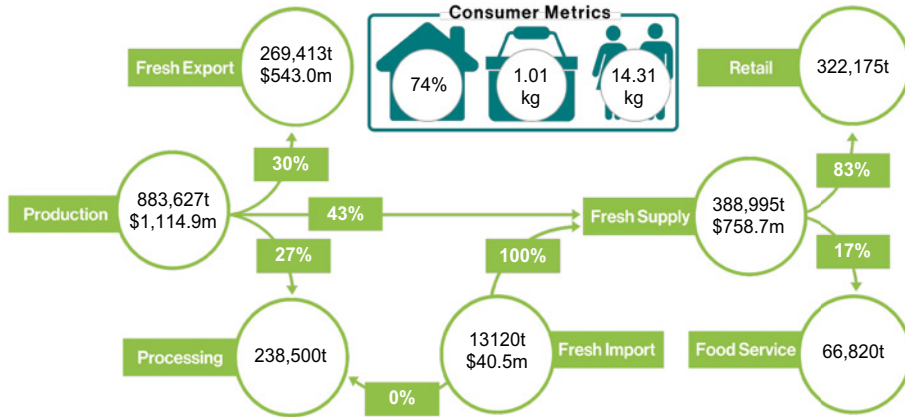 Consumer Metrics
74%
1.01
kg
14.31
kg
Fresh Export
269,413t
$543.0m
Retail
322,175t
30%
83%
Production
883,627t
$1,114.9m
43%
Fresh Supply
388,995t
$758.7m
27%
100%
17%
Processing
238,500t
13120t
$40.5m
Fresh Import
Food Service
66,820t
0%